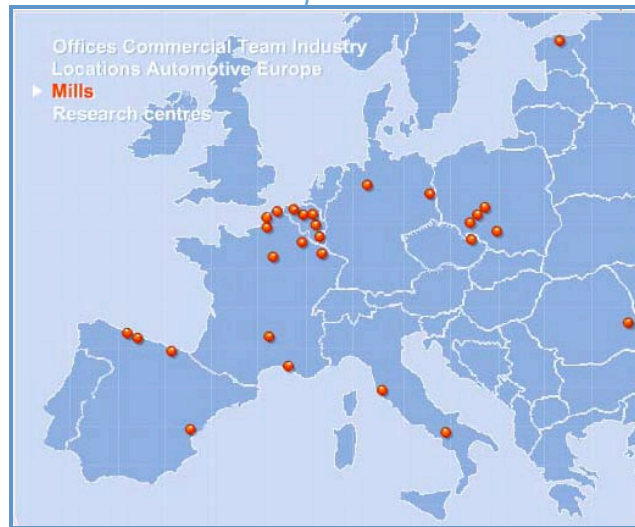 Offices Commercial Team Industry
Locations Automotive Europe
Mills
Research centres